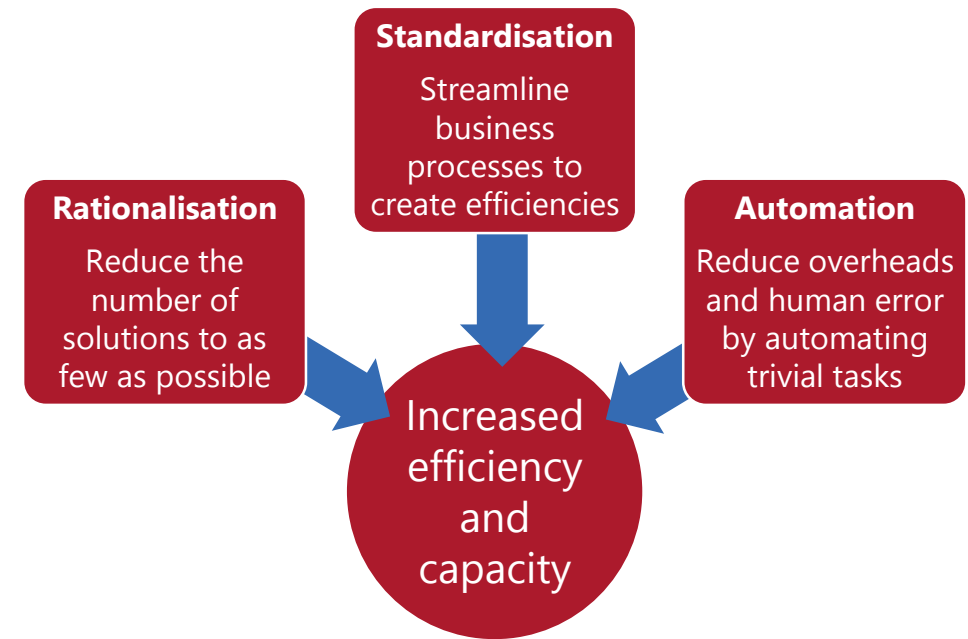 Standardisation
Streamline
business
processes to
create efficiencies
Rationalisation
Reduce the
number of
solutions to as
few as possible
Automation
Reduce overheads
and human error
by automating
trivial tasks
Increased
efficiency
and
capacity